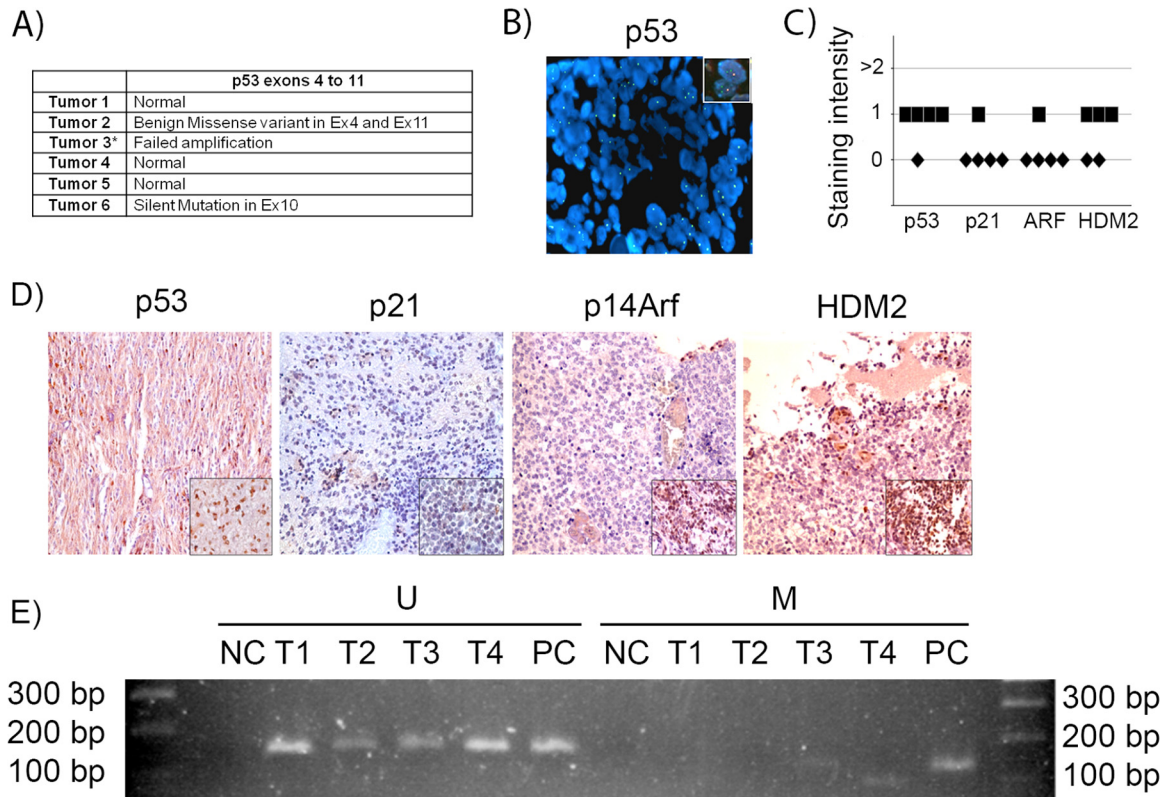 A)
p53 exons 4 to 11
Tumor 1 Normal
Tumor 2 Benign Missense variant in Ex4 and Ex11
Tumor 3* Failed amplification
Tumor 4 Normal
Tumor 5 Normal
Tumor 6 Silent Mutation in Ex10
B)
p53
C)
Staining intensity
>2
1
0
p53 p21 ARF HDM2
D)
p53 p21 p14Arf HDM2
E)
U M
NC T1 T2 T3 T4 PC NC T1 T2 T3 T4 PC
300 bp 300 bp
200 bp 200 bp
100 bp 100 bp